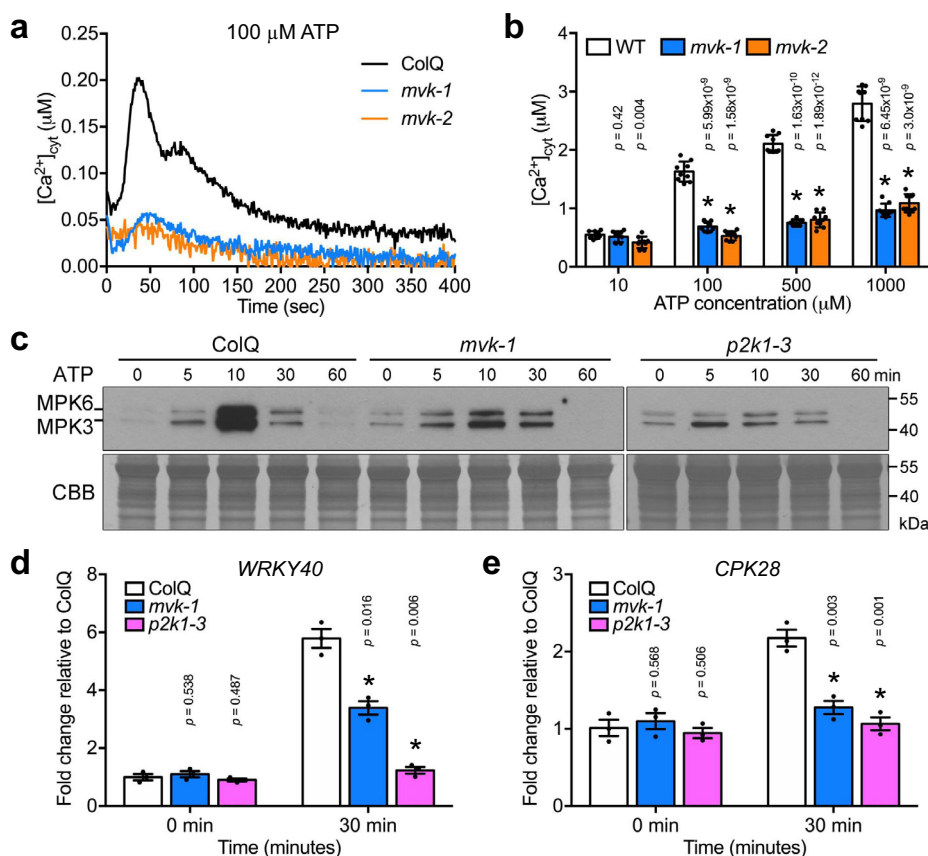 a
100 μM ATP
[Ca²⁺]cyt (μM)
0.20
0.15
0.10
0.05
0.00
ColQ
mvk-1
mvk-2
0 50 100 150 200 250 300 350 400
Time (sec)
b
WT mvk-1 mvk-2
[Ca²⁺]cyt (μM)
4
3
2
1
0
p = 0.42
p = 0.004
p = 5.99x10⁻⁹
p = 1.58x10⁻⁹
p = 1.63x10⁻¹⁰
p = 1.89x10⁻¹²
p = 6.45x10⁻⁹
p = 3.0x10⁻⁹
* * * * * *
10 100 500 1000
ATP concentration (μM)
c
ColQ mvk-1 p2k1-3
ATP 0 5 10 30 60 0 5 10 30 60 0 5 10 30 60 min
MPK6
MPK3
55
40
CBB
55
40
kDa
d
WRKY40
Fold change relative to ColQ
8
6
4
2
0
ColQ
mvk-1
p2k1-3
p = 0.538
p = 0.487
p = 0.016
p = 0.006
*
*
0 min 30 min
Time (minutes)
e
CPK28
Fold change relative to ColQ
3
2
1
0
ColQ
mvk-1
p2k1-3
p = 0.568
p = 0.506
p = 0.003
p = 0.001
*
*
0 min 30 min
Time (minutes)